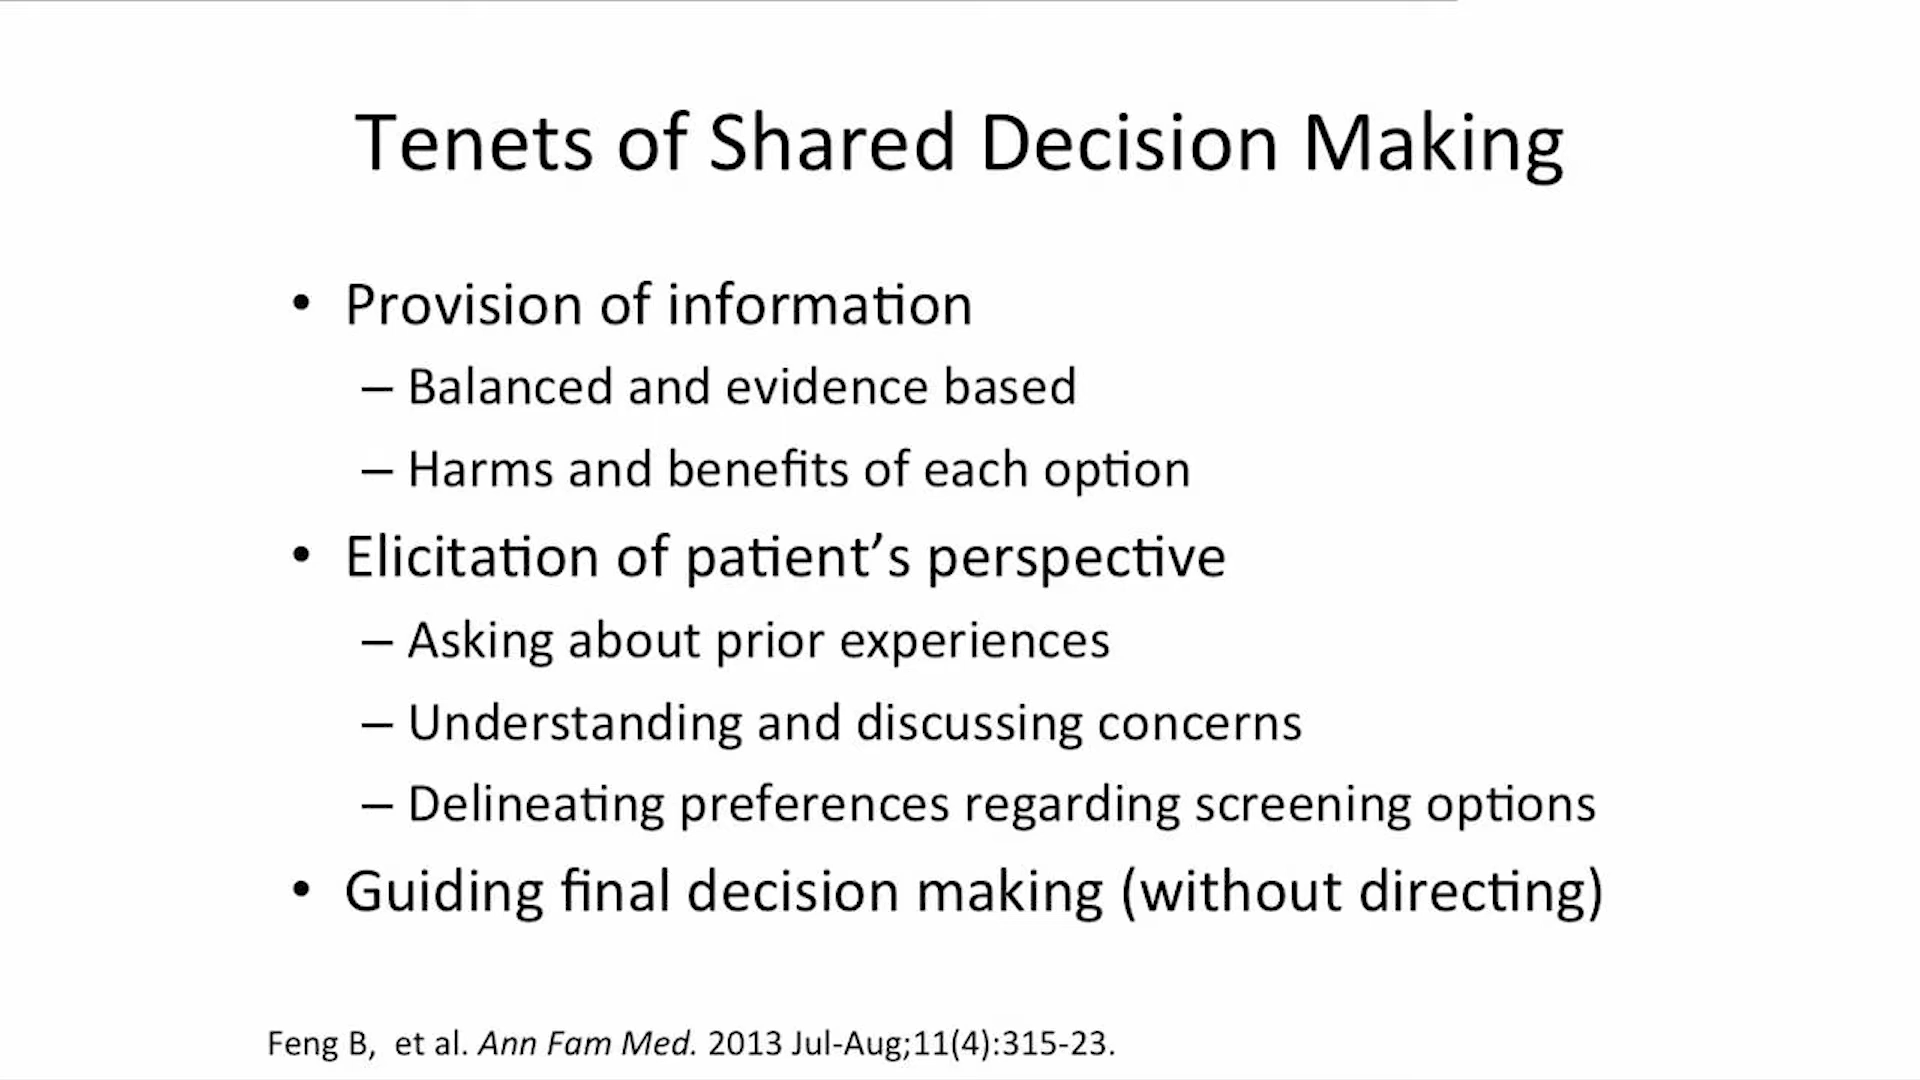 Tenets of Shared Decision Making
• Provision of information
– Balanced and evidence based
– Harms and benefits of each option
• Elicitation of patient’s perspective
– Asking about prior experiences
– Understanding and discussing concerns
– Delineating preferences regarding screening options
• Guiding final decision making (without directing)
Feng B, et al. Ann Fam Med. 2013 Jul-Aug;11(4):315-23.